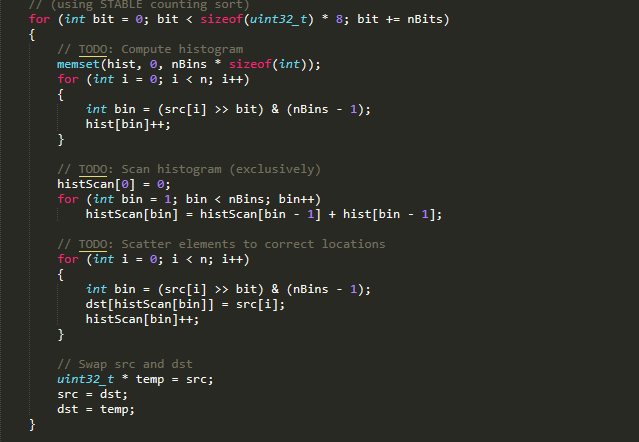 // (using STABLE counting sort)
for (int bit = 0; bit < sizeof(uint32_t) * 8; bit += nBits)
{
// TODO: Compute histogram
memset(hist, 0, nBins * sizeof(int));
for (int i = 0; i < n; i++)
{
int bin = (src[i] >> bit) & (nBins - 1);
hist[bin]++;
}
// TODO: Scan histogram (exclusively)
histScan[0] = 0;
for (int bin = 1; bin < nBins; bin++)
histScan[bin] = histScan[bin - 1] + hist[bin - 1];
// TODO: Scatter elements to correct locations
for (int i = 0; i < n; i++)
{
int bin = (src[i] >> bit) & (nBins - 1);
dst[histScan[bin]] = src[i];
histScan[bin]++;
}
// Swap src and dst
uint32_t * temp = src;
src = dst;
dst = temp;
}